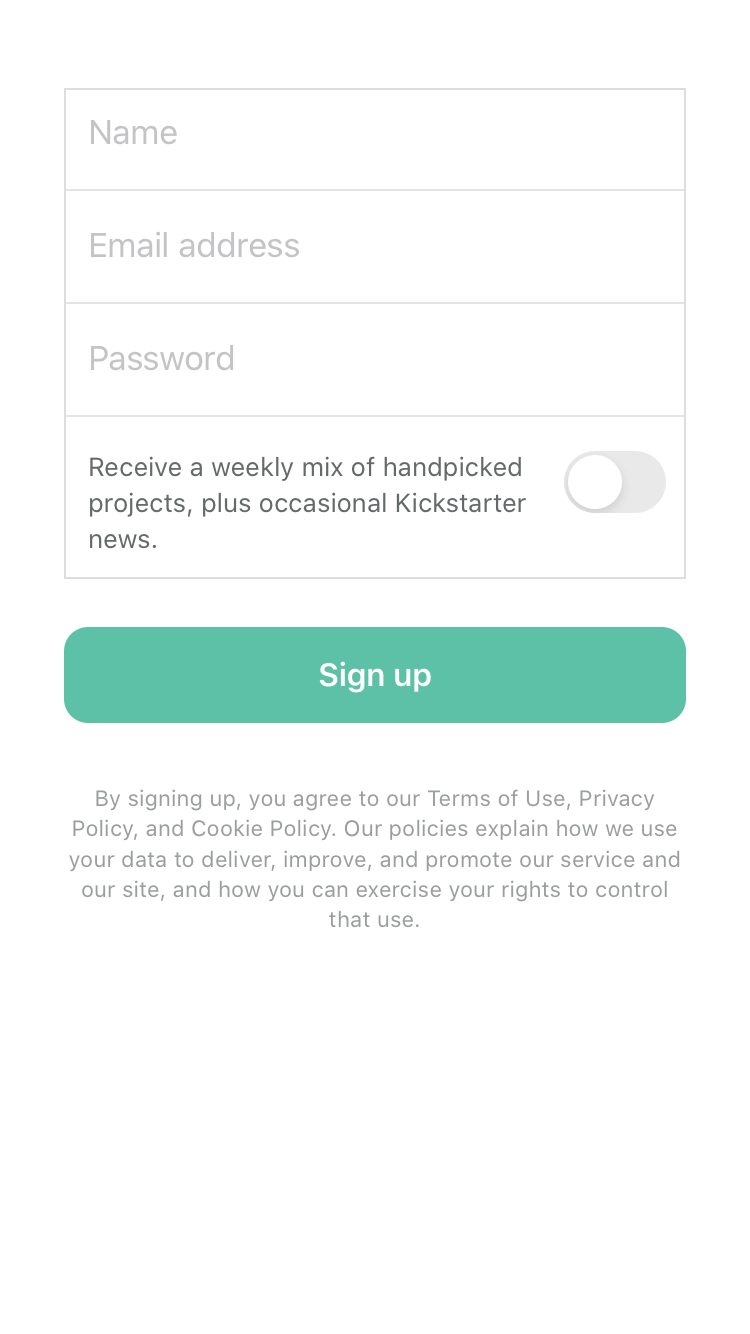 Name
Email address
Password
Receive a weekly mix of handpicked
projects, plus occasional Kickstarter
news.
Sign up
By signing up, you agree to our Terms of Use, Privacy
Policy, and Cookie Policy. Our policies explain how we use
your data to deliver, improve, and promote our service and
our site, and how you can exercise your rights to control
that use.